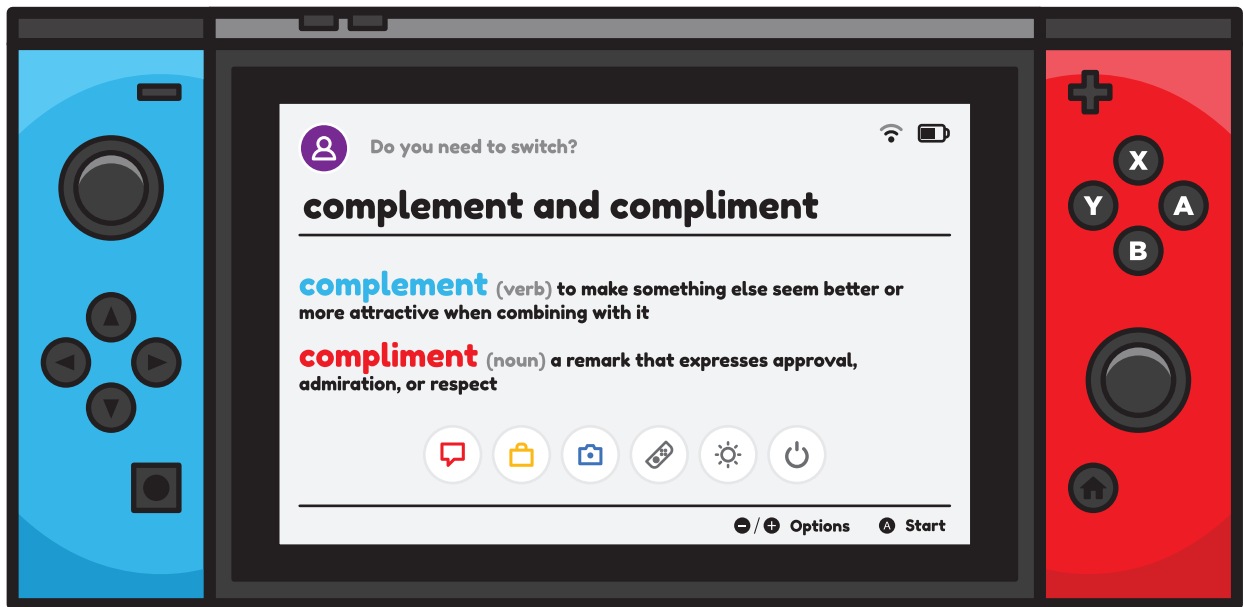 Do you need to switch?
complement and compliment
complement (verb) to make something else seem better or
more attractive when combining with it
compliment (noun) a remark that expresses approval,
admiration, or respect
X
Y A
B
/ Options A Start